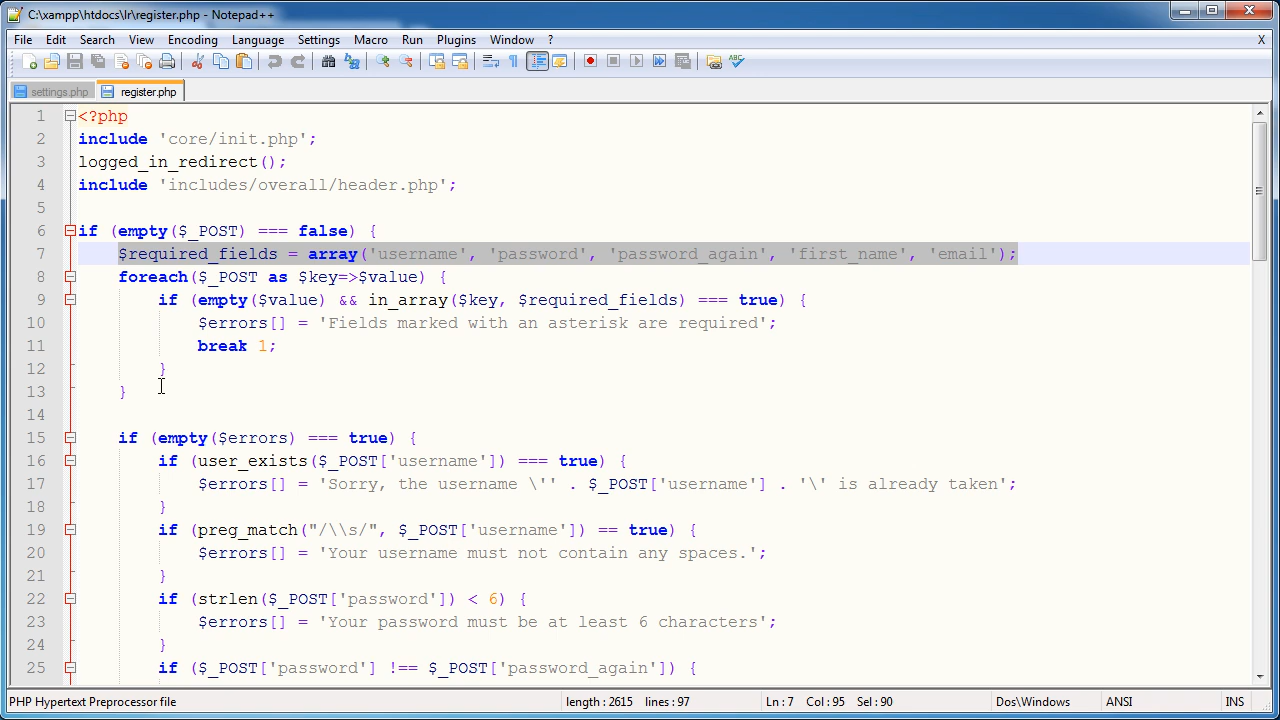 C:\xampp\htdocs\lr\register.php - Notepad++
File Edit Search View Encoding Language Settings Macro Run Plugins Window ? X
settings.php register.php
1 <?php
2 include 'core/init.php';
3 logged_in_redirect();
4 include 'includes/overall/header.php';
5
6 if (empty($_POST) === false) {
7 $required_fields = array('username', 'password', 'password_again', 'first_name', 'email');
8 foreach($_POST as $key=>$value) {
9 if (empty($value) && in_array($key, $required_fields) === true) {
10 $errors[] = 'Fields marked with an asterisk are required';
11 break 1;
12 }
13 }
14
15 if (empty($errors) === true) {
16 if (user_exists($_POST['username']) === true) {
17 $errors[] = 'Sorry, the username \'' . $_POST['username'] . '\' is already taken';
18 }
19 if (preg_match("/\\s/", $_POST['username']) == true) {
20 $errors[] = 'Your username must not contain any spaces.';
21 }
22 if (strlen($_POST['password']) < 6) {
23 $errors[] = 'Your password must be at least 6 characters';
24 }
25 if ($_POST['password'] !== $_POST['password_again']) {
PHP Hypertext Preprocessor file length : 2615 lines : 97 Ln : 7 Col : 95 Sel : 90 Dos\Windows ANSI INS